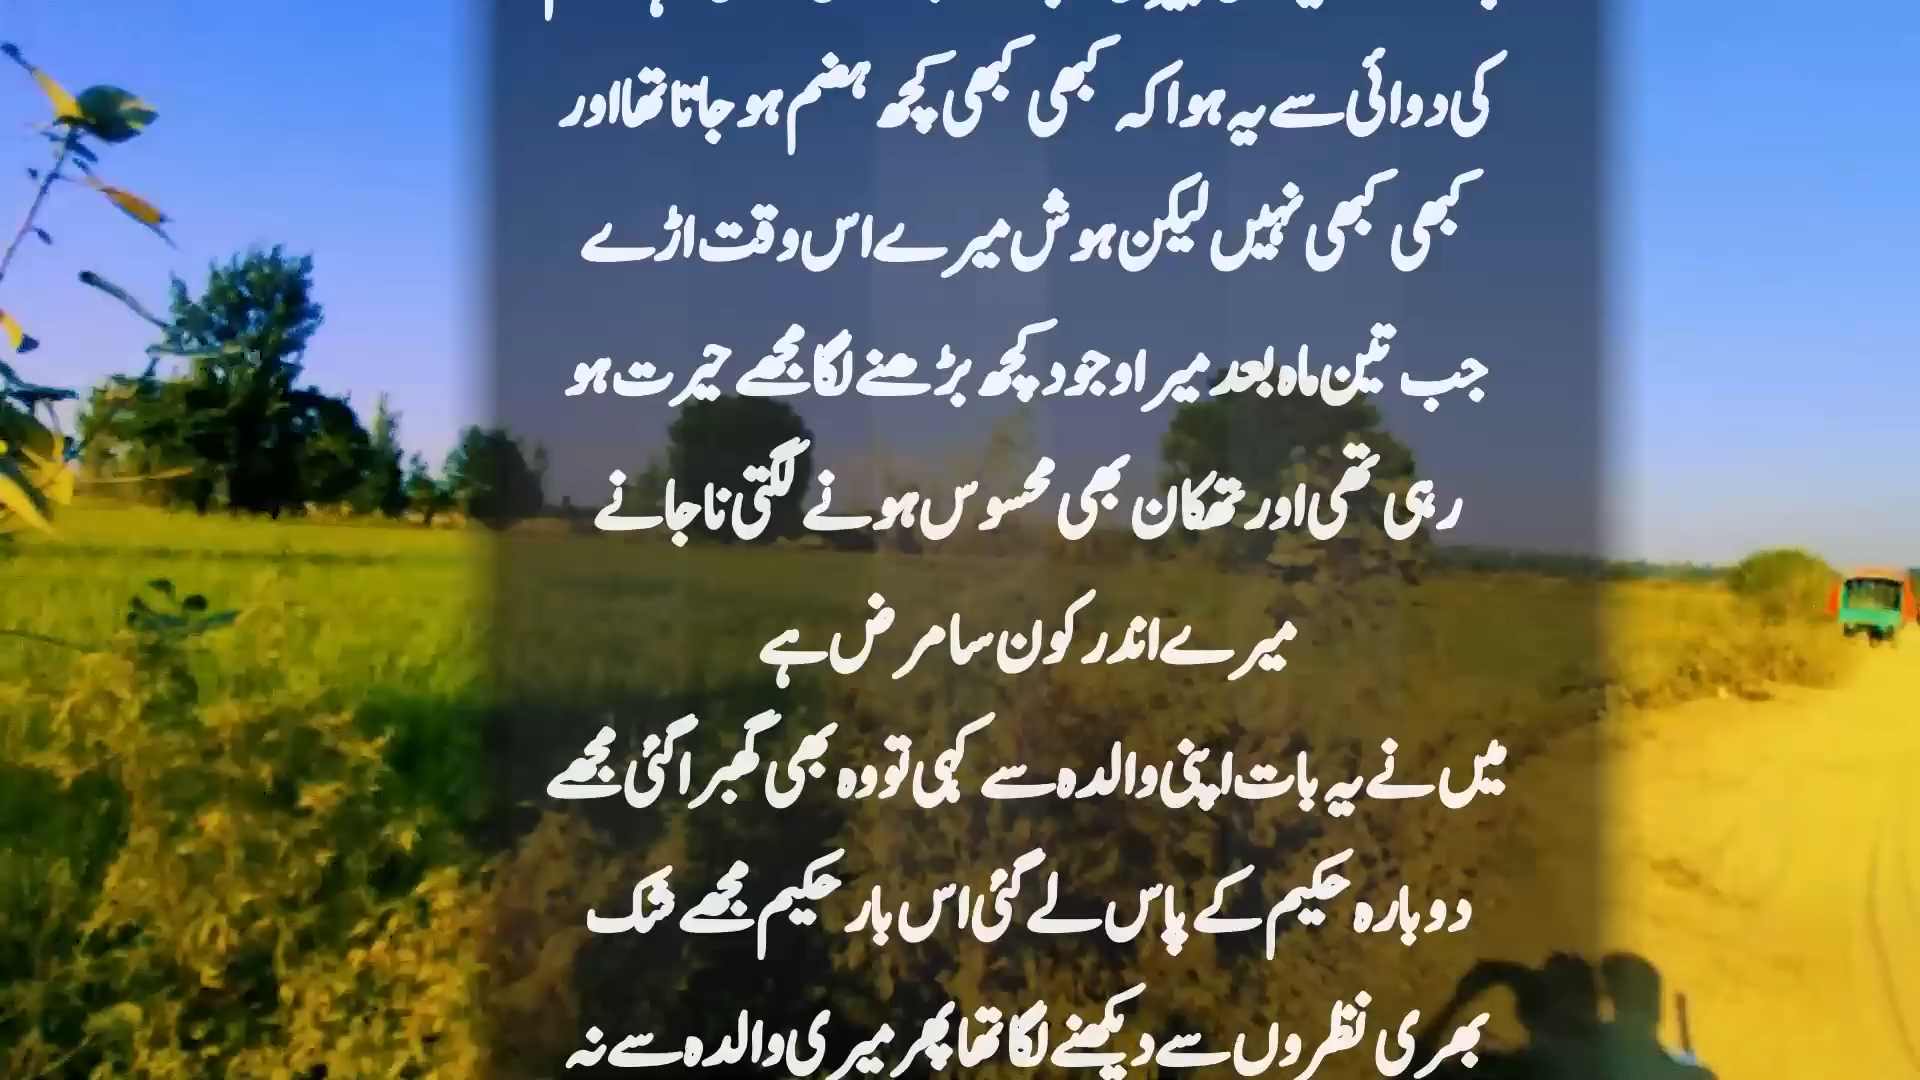 کی دوائی سے یہ ہوا کہ کبھی کبھی کچھ ہضم ہو جاتا تھا اور
کبھی کبھی نہیں لیکن ہوش میرے اس وقت اڑے
جب تین ماہ بعد میرا وجود کچھ بڑھنے لگا مجھے حیرت ہو
رہی تھی اور تھکان بھی محسوس ہونے لگتی نا جانے
میرے اندر کون سا مرض ہے
میں نے یہ بات اپنی والدہ سے کہی تو وہ بھی گھبرا گئی مجھے
دوبارہ حکیم کے پاس لے گئی اس بار حکیم مجھے شک
بھری نظروں سے دیکھنے لگا تھا پھر میری والدہ سے نہ